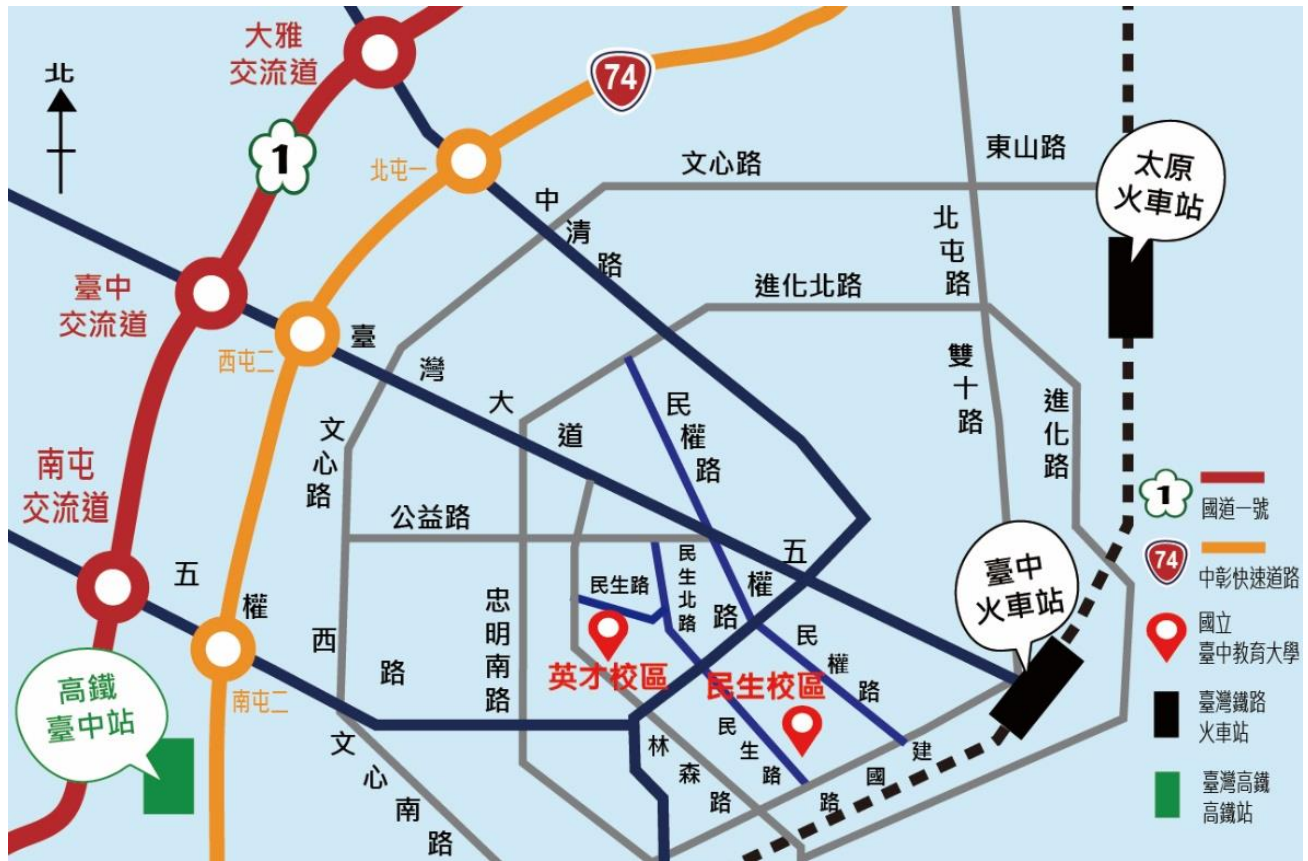 大雅
交流道
北
74
1
北屯一
中清路
文心路
東山路
太原
火車站
北屯路
臺中
交流道
西屯二
臺灣大道
進化北路
雙十路
進化路
民權路
文心路
南屯
交流道
公益路
五權西路
民生路
民生北路
五權路
忠明南路
英才校區
民生校區
民權路
臺中
火車站
高鐵
臺中站
南屯二
文心南路
林森路
民生路
建國路
1
國道一號
74
中彰快速道路
國立
臺中教育大學
臺灣鐵路
火車站
臺灣高鐵
高鐵站